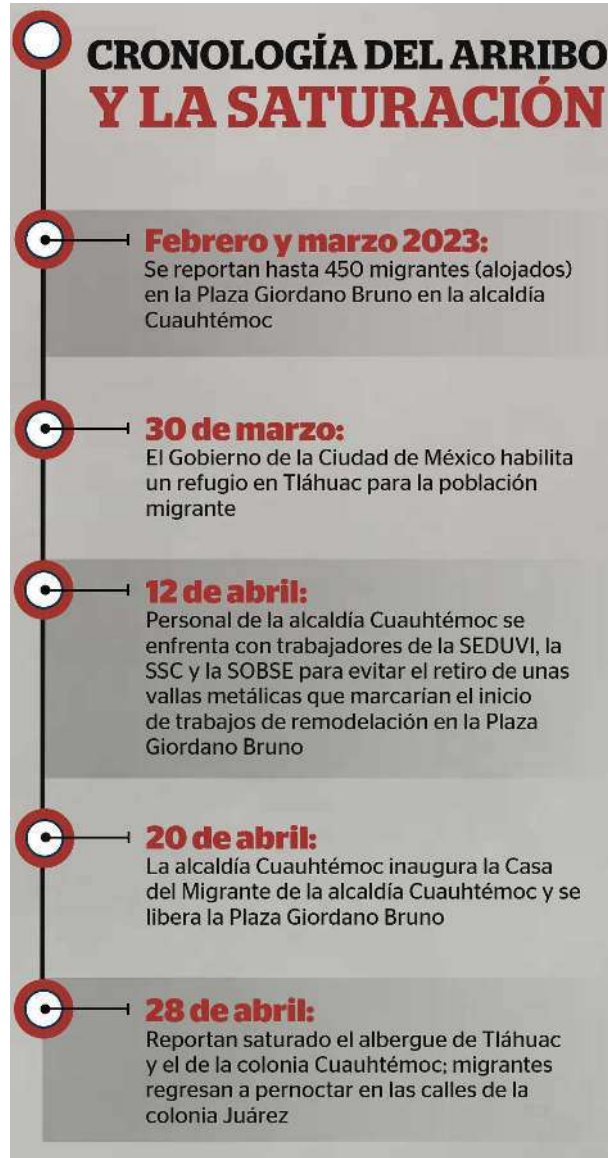 CRONOLOGÍA DEL ARRIBO
Y LA SATURACIÓN
Febrero y marzo 2023:
Se reportan hasta 450 migrantes (alojados)
en la Plaza Giordano Bruno en la alcaldía
Cuauhtémoc
30 de marzo:
El Gobierno de la Ciudad de México habilita
un refugio en Tláhuac para la población
migrante
12 de abril:
Personal de la alcaldía Cuauhtémoc se
enfrenta con trabajadores de la SEDUVI, la
SSC y la SOBSE para evitar el retiro de unas
vallas metálicas que marcarían el inicio
de trabajos de remodelación en la Plaza
Giordano Bruno
20 de abril:
La alcaldía Cuauhtémoc inaugura la Casa
del Migrante de la alcaldía Cuauhtémoc y se
libera la Plaza Giordano Bruno
28 de abril:
Reportan saturado el albergue de Tláhuac
y el de la colonia Cuauhtémoc; migrantes
regresan a pernoctar en las calles de la
colonia Juárez